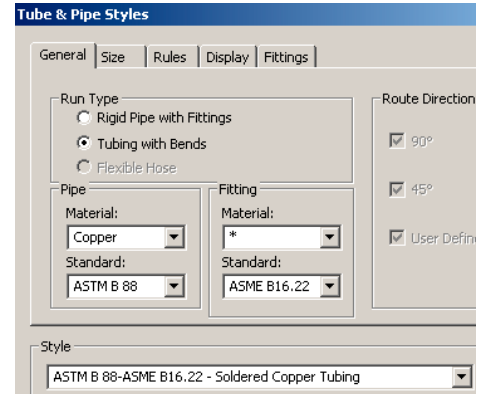 Tube & Pipe Styles
General Size Rules Display Fittings
Run Type
Rigid Pipe with Fittings
Tubing with Bends
Flexible Hose
Route Direction
90°
45°
User Define
Pipe
Material:
Copper
Standard:
ASTM B 88
Fitting
Material:
*
Standard:
ASME B16.22
Style
ASTM B 88-ASME B16.22 - Soldered Copper Tubing